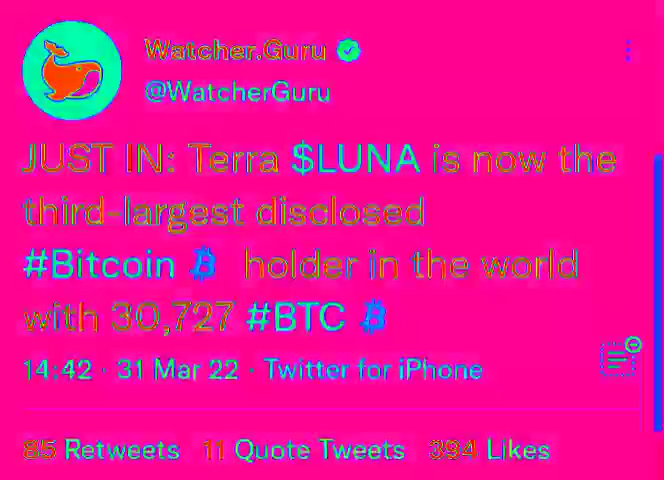 Watcher.Guru
@WatcherGuru
JUST IN: Terra $LUNA is now the
third-largest disclosed
#Bitcoin holder in the world
with 30,727 #BTC
14:42 · 31 Mar 22 · Twitter for iPhone
85 Retweets 11 Quote Tweets 394 Likes